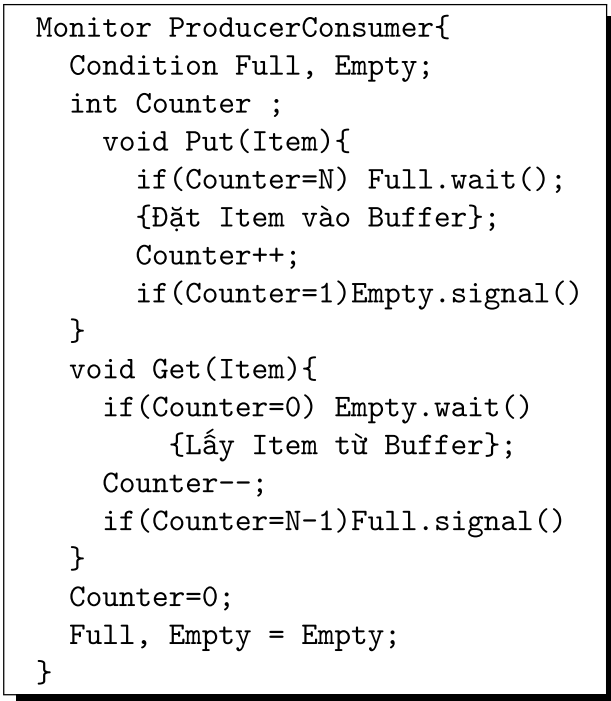 Monitor ProducerConsumer{
Condition Full, Empty;
int Counter ;
void Put(Item){
if(Counter=N) Full.wait();
{Đặt Item vào Buffer};
Counter++;
if(Counter=1)Empty.signal()
}
void Get(Item){
if(Counter=0) Empty.wait()
{Lấy Item từ Buffer};
Counter--;
if(Counter=N-1)Full.signal()
}
Counter=0;
Full, Empty = Empty;
}